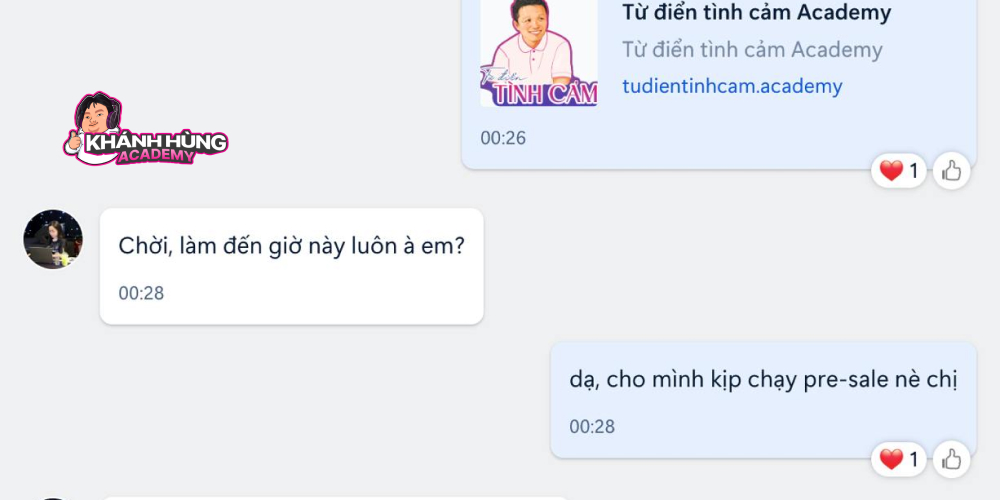 Từ điển tình cảm Academy
Từ điển tình cảm Academy
tudientinhcam.academy
Từ điển
TÌNH CẢM
00:26
1
KHÁNH HÙNG
ACADEMY
Chời, làm đến giờ này luôn à em?
00:28
dạ, cho mình kịp chạy pre-sale nè chị
00:28
1